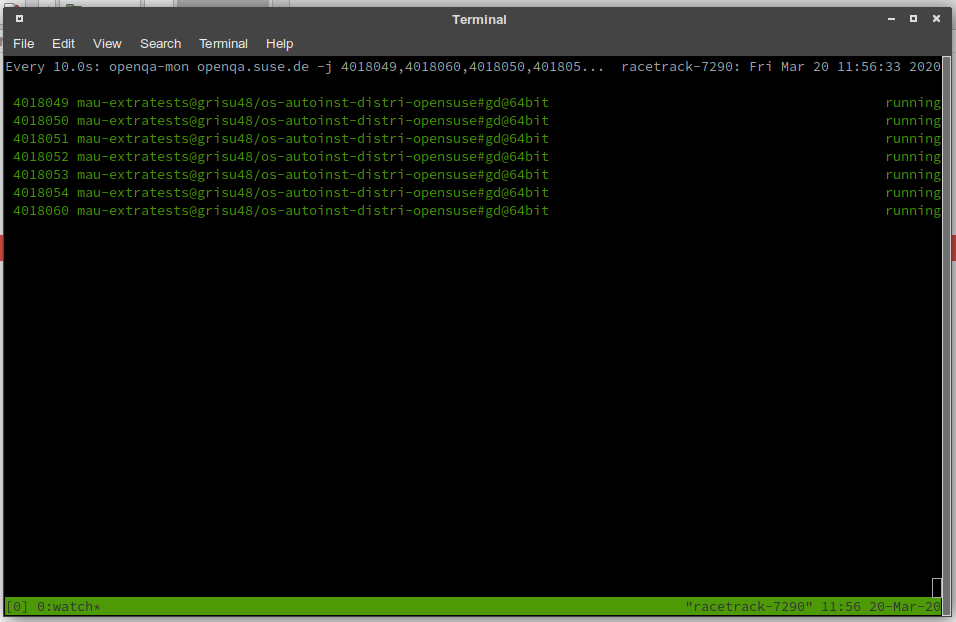 Terminal
File Edit View Search Terminal Help
Every 10.0s: openqa-mon openqa.suse.de -j 4018049,4018060,4018050,401805... racetrack-7290: Fri Mar 20 11:56:33 2020
4018049 mau-extratests@grisu48/os-autoinst-distri-opensuse#gd@64bit running
4018050 mau-extratests@grisu48/os-autoinst-distri-opensuse#gd@64bit running
4018051 mau-extratests@grisu48/os-autoinst-distri-opensuse#gd@64bit running
4018052 mau-extratests@grisu48/os-autoinst-distri-opensuse#gd@64bit running
4018053 mau-extratests@grisu48/os-autoinst-distri-opensuse#gd@64bit running
4018054 mau-extratests@grisu48/os-autoinst-distri-opensuse#gd@64bit running
4018060 mau-extratests@grisu48/os-autoinst-distri-opensuse#gd@64bit running
[0] 0:watch* "racetrack-7290" 11:56 20-Mar-20